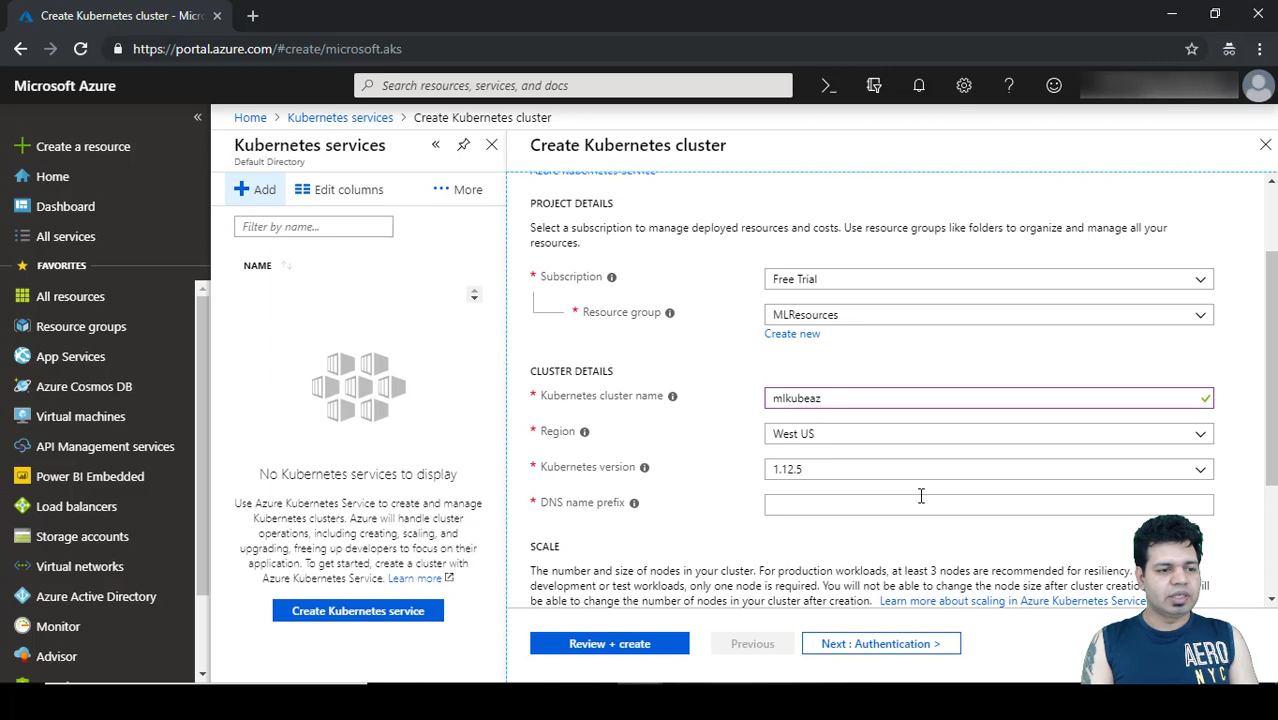 Create Kubernetes cluster - Micr
https://portal.azure.com/#create/microsoft.aks
Microsoft Azure
Search resources, services, and docs
Create a resource
Home
Dashboard
All services
FAVORITES
All resources
Resource groups
App Services
Azure Cosmos DB
Virtual machines
API Management services
Power BI Embedded
Load balancers
Storage accounts
Virtual networks
Azure Active Directory
Monitor
Advisor
Home > Kubernetes services > Create Kubernetes cluster
Kubernetes services
Default Directory
Add
Edit columns
More
Filter by name...
NAME
No Kubernetes services to display
Use Azure Kubernetes Service to create and manage
Kubernetes clusters. Azure will handle cluster
operations, including creating, scaling, and
upgrading, freeing up developers to focus on their
application. To get started, create a cluster with
Azure Kubernetes Service. Learn more
Create Kubernetes service
Create Kubernetes cluster
Azure Kubernetes Service
PROJECT DETAILS
Select a subscription to manage deployed resources and costs. Use resource groups like folders to organize and manage all your
resources.
* Subscription
Free Trial
* Resource group
MLResources
Create new
CLUSTER DETAILS
* Kubernetes cluster name
mlkubeaz
* Region
West US
* Kubernetes version
1.12.5
* DNS name prefix
SCALE
The number and size of nodes in your cluster. For production workloads, at least 3 nodes are recommended for resiliency.
development or test workloads, only one node is required. You will not be able to change the node size after cluster creation
be able to change the number of nodes in your cluster after creation. Learn more about scaling in Azure Kubernetes Service
Review + create
Previous
Next : Authentication >
AERO
NYC